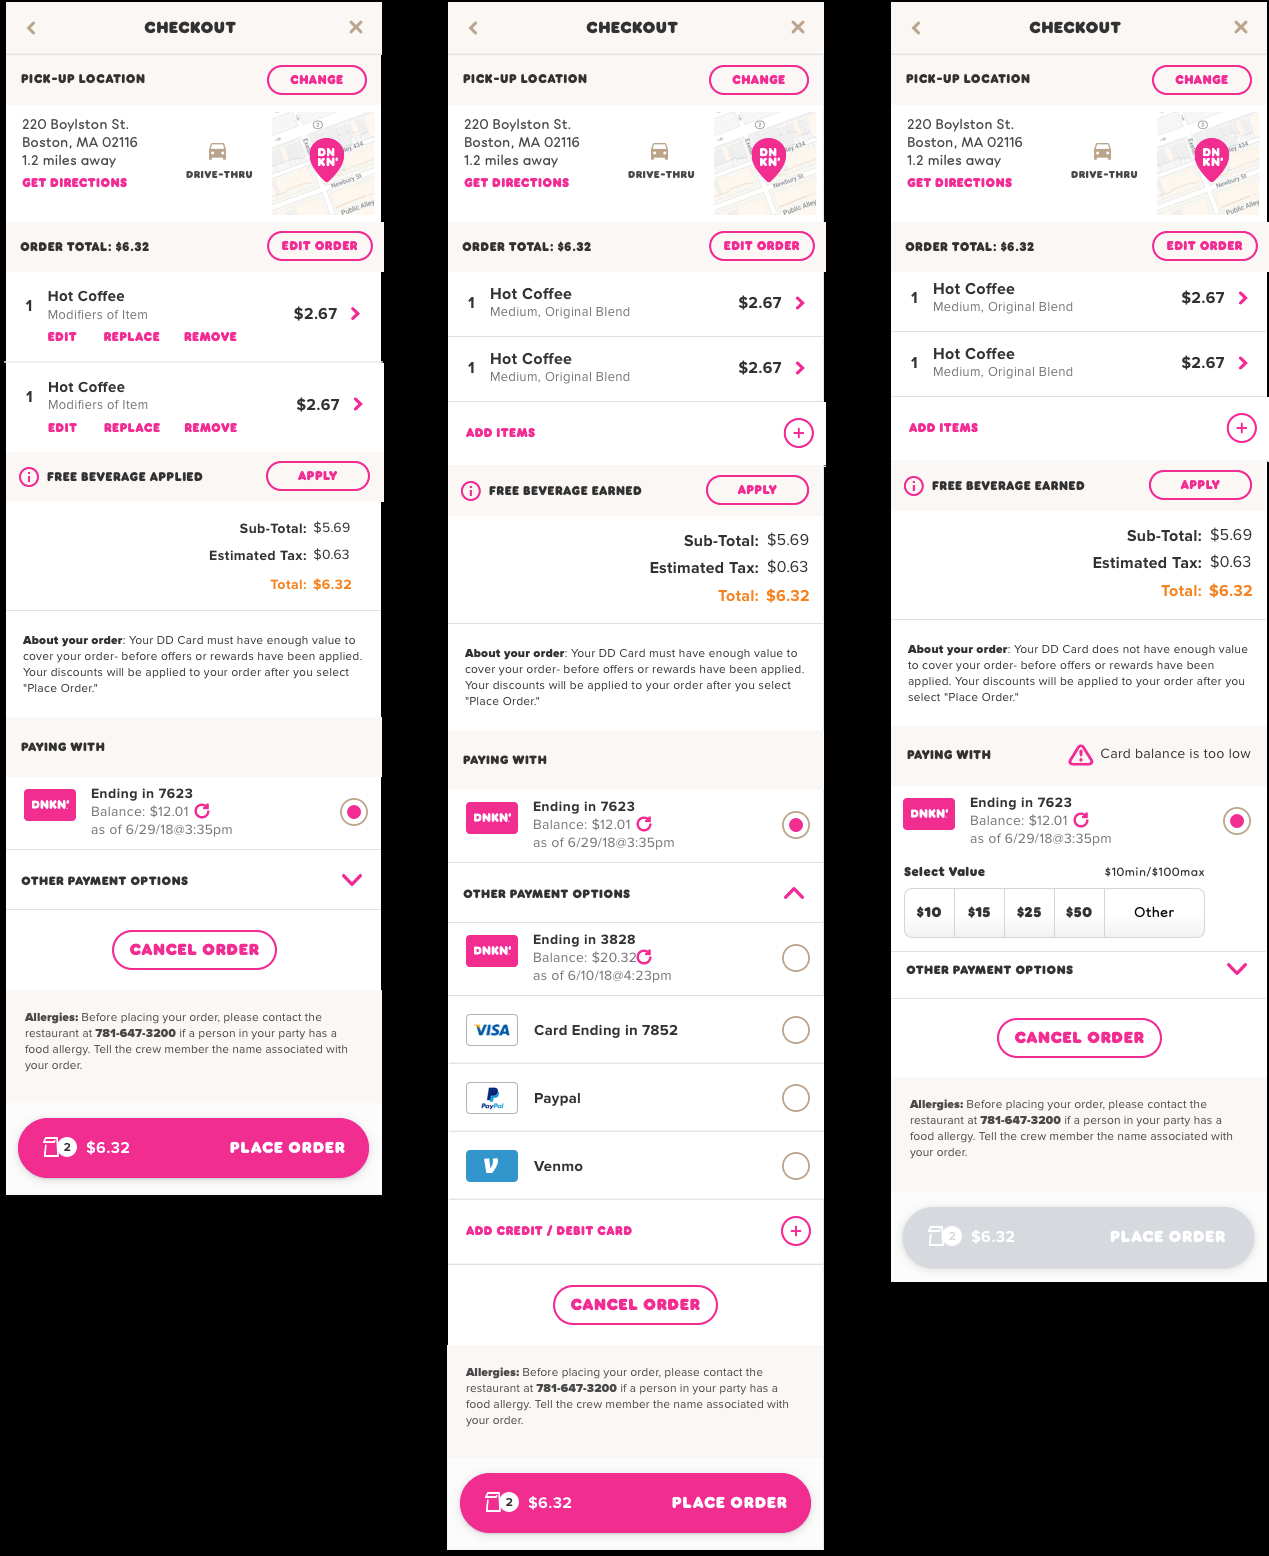 CHECKOUT
PICK-UP LOCATION
CHANGE
220 Boylston St.
Boston, MA 02116
1.2 miles away
GET DIRECTIONS
DRIVE-THRU
DN
KN'
2
ley 434
Newbury St
Public Alley
ORDER TOTAL: $6.32
EDIT ORDER
1
Hot Coffee
Modifiers of Item
$2.67
EDIT REPLACE REMOVE
1
Hot Coffee
Modifiers of Item
$2.67
EDIT REPLACE REMOVE
FREE BEVERAGE APPLIED
APPLY
Sub-Total: $5.69
Estimated Tax: $0.63
Total: $6.32
About your order: Your DD Card must have enough value to
cover your order- before offers or rewards have been applied.
Your discounts will be applied to your order after you select
"Place Order."
PAYING WITH
DNKN'
Ending in 7623
Balance: $12.01
as of 6/29/18@3:35pm
OTHER PAYMENT OPTIONS
CANCEL ORDER
Allergies: Before placing your order, please contact the
restaurant at 781-647-3200 if a person in your party has a
food allergy. Tell the crew member the name associated with
your order.
2 $6.32 PLACE ORDER
CHECKOUT
PICK-UP LOCATION
CHANGE
220 Boylston St.
Boston, MA 02116
1.2 miles away
GET DIRECTIONS
DRIVE-THRU
DN
KN'
2
ley 434
Newbury St
Public Alley
ORDER TOTAL: $6.32
EDIT ORDER
1
Hot Coffee
Medium, Original Blend
$2.67
1
Hot Coffee
Medium, Original Blend
$2.67
ADD ITEMS
FREE BEVERAGE EARNED
APPLY
Sub-Total: $5.69
Estimated Tax: $0.63
Total: $6.32
About your order: Your DD Card must have enough value to
cover your order- before offers or rewards have been applied.
Your discounts will be applied to your order after you select
"Place Order."
PAYING WITH
DNKN'
Ending in 7623
Balance: $12.01
as of 6/29/18@3:35pm
OTHER PAYMENT OPTIONS
DNKN'
Ending in 3828
Balance: $20.32
as of 6/10/18@4:23pm
VISA
Card Ending in 7852
PayPal
Paypal
V
Venmo
ADD CREDIT / DEBIT CARD
CANCEL ORDER
Allergies: Before placing your order, please contact the
restaurant at 781-647-3200 if a person in your party has a
food allergy. Tell the crew member the name associated with
your order.
2 $6.32 PLACE ORDER
CHECKOUT
PICK-UP LOCATION
CHANGE
220 Boylston St.
Boston, MA 02116
1.2 miles away
GET DIRECTIONS
DRIVE-THRU
DN
KN'
2
ley 434
Newbury St
Public Alley
ORDER TOTAL: $6.32
EDIT ORDER
1
Hot Coffee
Medium, Original Blend
$2.67
1
Hot Coffee
Medium, Original Blend
$2.67
ADD ITEMS
FREE BEVERAGE EARNED
APPLY
Sub-Total: $5.69
Estimated Tax: $0.63
Total: $6.32
About your order: Your DD Card does not have enough value
to cover your order- before offers or rewards have been
applied. Your discounts will be applied to your order after you
select "Place Order."
PAYING WITH
Card balance is too low
DNKN'
Ending in 7623
Balance: $12.01
as of 6/29/18@3:35pm
Select Value
$10min/$100max
$10 $15 $25 $50 Other
OTHER PAYMENT OPTIONS
CANCEL ORDER
Allergies: Before placing your order, please contact the
restaurant at 781-647-3200 if a person in your party has a
food allergy. Tell the crew member the name associated with
your order.
2 $6.32 PLACE ORDER